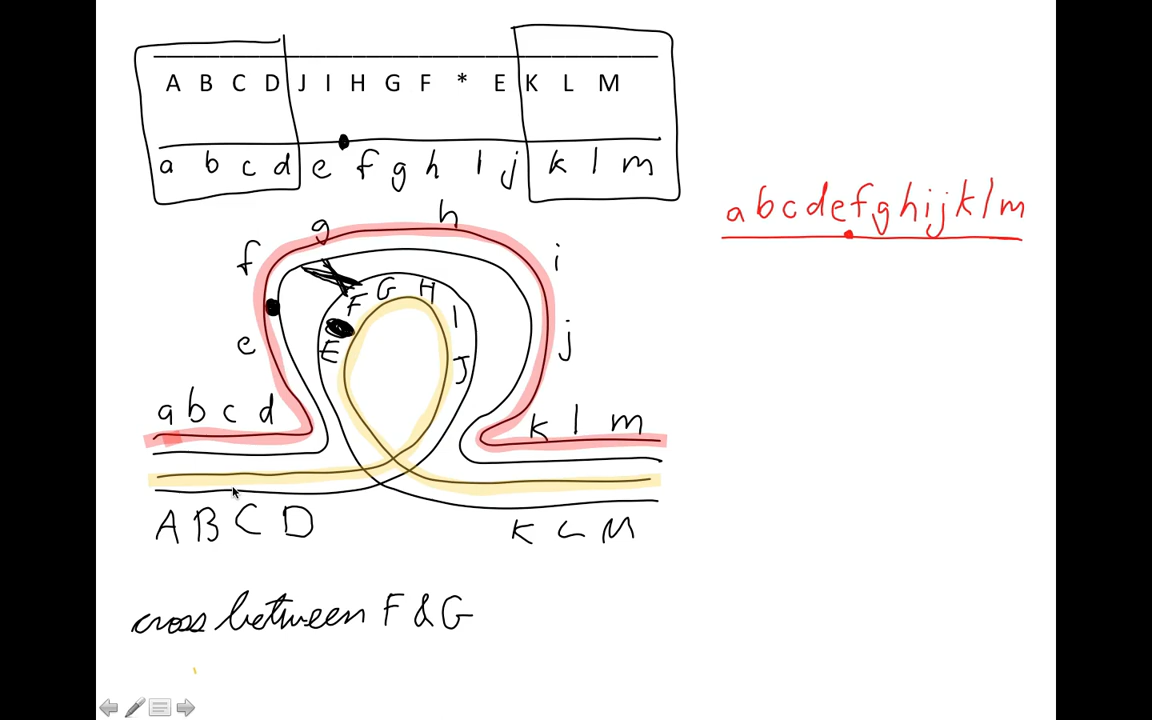 A B C D J I H G F * E K L M
a b c d e f g h I j k l m
a b c d e f g h i j k l m
g h
f i
F G H
I
e E J j
a b c d k l m
A B C D K L M
cross between F & G